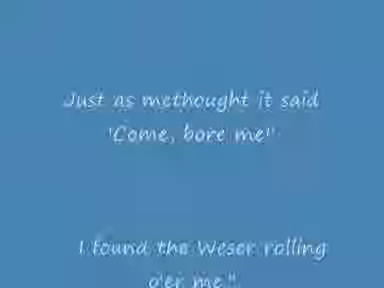 Just as methought it said
'Come, bore me!'
I found the Weser rolling
o'er me."